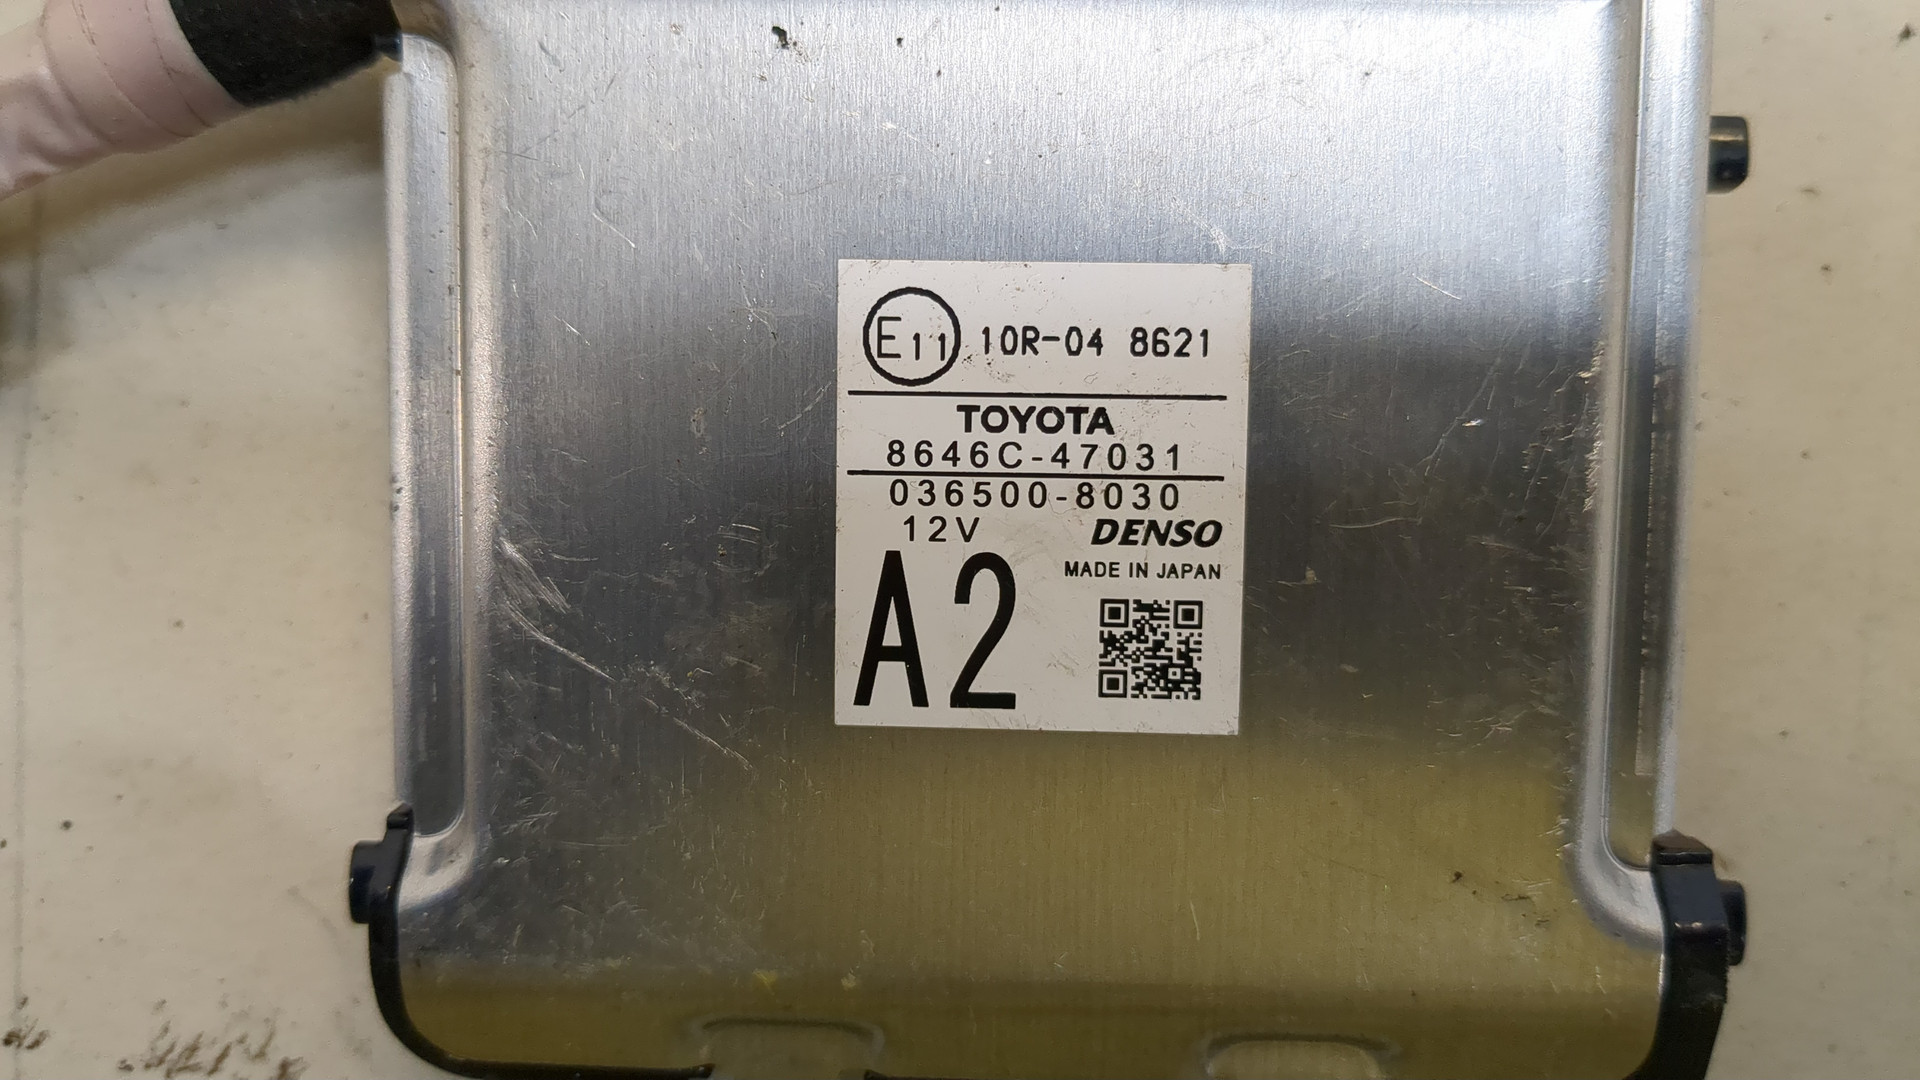 E11 10R-04 8621
TOYOTA
8646C-47031
036500-8030
12V DENSO
MADE IN JAPAN
A2